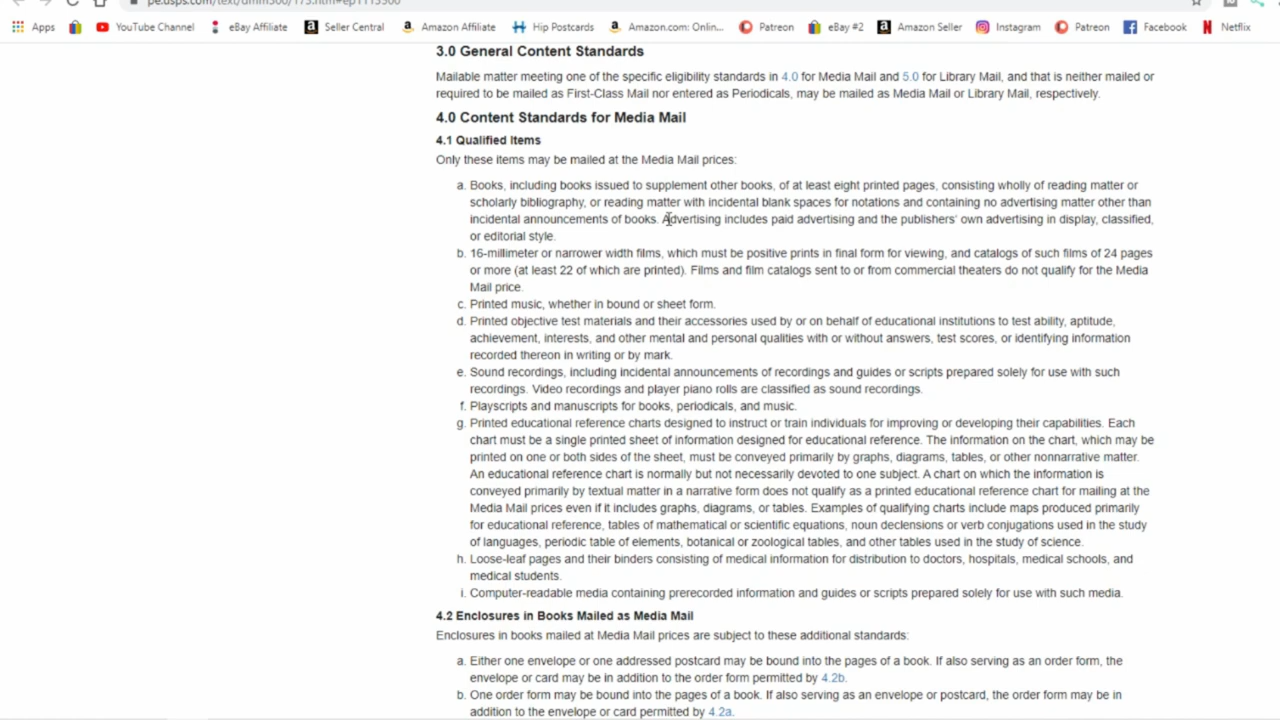 pe.usps.com/text/dmm300/173.htm#ep1113300
Apps YouTube Channel eBay Affiliate Seller Central Amazon Affiliate Hip Postcards Amazon.com: Onlin... Patreon eBay #2 Amazon Seller Instagram Patreon Facebook Netflix
3.0 General Content Standards
Mailable matter meeting one of the specific eligibility standards in 4.0 for Media Mail and 5.0 for Library Mail, and that is neither mailed or
required to be mailed as First-Class Mail nor entered as Periodicals, may be mailed as Media Mail or Library Mail, respectively.
4.0 Content Standards for Media Mail
4.1 Qualified Items
Only these items may be mailed at the Media Mail prices:
a. Books, including books issued to supplement other books, of at least eight printed pages, consisting wholly of reading matter or
scholarly bibliography, or reading matter with incidental blank spaces for notations and containing no advertising matter other than
incidental announcements of books. Advertising includes paid advertising and the publishers' own advertising in display, classified,
or editorial style.
b. 16-millimeter or narrower width films, which must be positive prints in final form for viewing, and catalogs of such films of 24 pages
or more (at least 22 of which are printed). Films and film catalogs sent to or from commercial theaters do not qualify for the Media
Mail price.
c. Printed music, whether in bound or sheet form.
d. Printed objective test materials and their accessories used by or on behalf of educational institutions to test ability, aptitude,
achievement, interests, and other mental and personal qualities with or without answers, test scores, or identifying information
recorded thereon in writing or by mark.
e. Sound recordings, including incidental announcements of recordings and guides or scripts prepared solely for use with such
recordings. Video recordings and player piano rolls are classified as sound recordings.
f. Playscripts and manuscripts for books, periodicals, and music.
g. Printed educational reference charts designed to instruct or train individuals for improving or developing their capabilities. Each
chart must be a single printed sheet of information designed for educational reference. The information on the chart, which may be
printed on one or both sides of the sheet, must be conveyed primarily by graphs, diagrams, tables, or other nonnarrative matter.
An educational reference chart is normally but not necessarily devoted to one subject. A chart on which the information is
conveyed primarily by textual matter in a narrative form does not qualify as a printed educational reference chart for mailing at the
Media Mail prices even if it includes graphs, diagrams, or tables. Examples of qualifying charts include maps produced primarily
for educational reference, tables of mathematical or scientific equations, noun declensions or verb conjugations used in the study
of languages, periodic table of elements, botanical or zoological tables, and other tables used in the study of science.
h. Loose-leaf pages and their binders consisting of medical information for distribution to doctors, hospitals, medical schools, and
medical students.
i. Computer-readable media containing prerecorded information and guides or scripts prepared solely for use with such media.
4.2 Enclosures in Books Mailed as Media Mail
Enclosures in books mailed at Media Mail prices are subject to these additional standards:
a. Either one envelope or one addressed postcard may be bound into the pages of a book. If also serving as an order form, the
envelope or card may be in addition to the order form permitted by 4.2b.
b. One order form may be bound into the pages of a book. If also serving as an envelope or postcard, the order form may be in
addition to the envelope or card permitted by 4.2a.